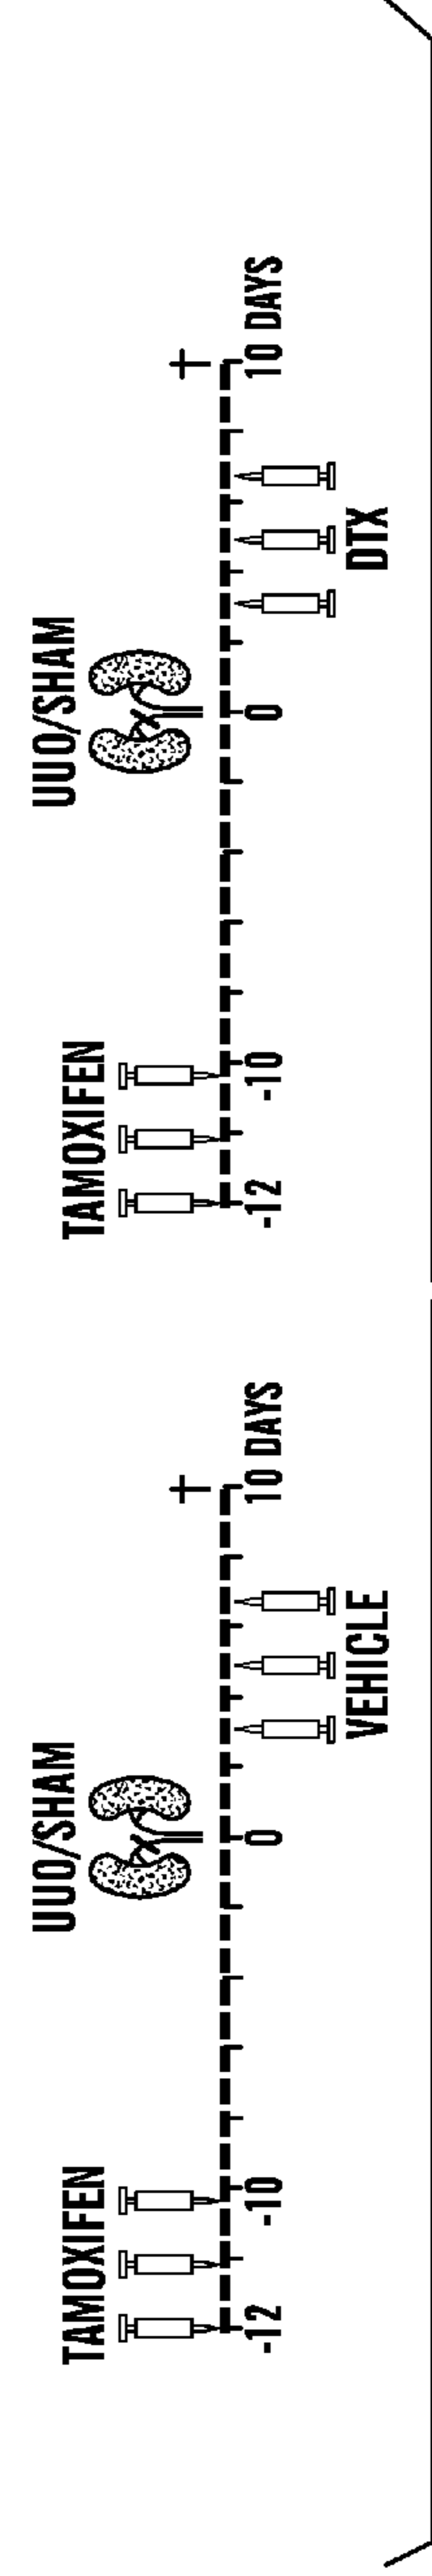 TAMOXIFEN
UUO/SHAM
-12
-10
0
10 DAYS
VEHICLE
TAMOXIFEN
UUO/SHAM
-12
-10
0
10 DAYS
DTX